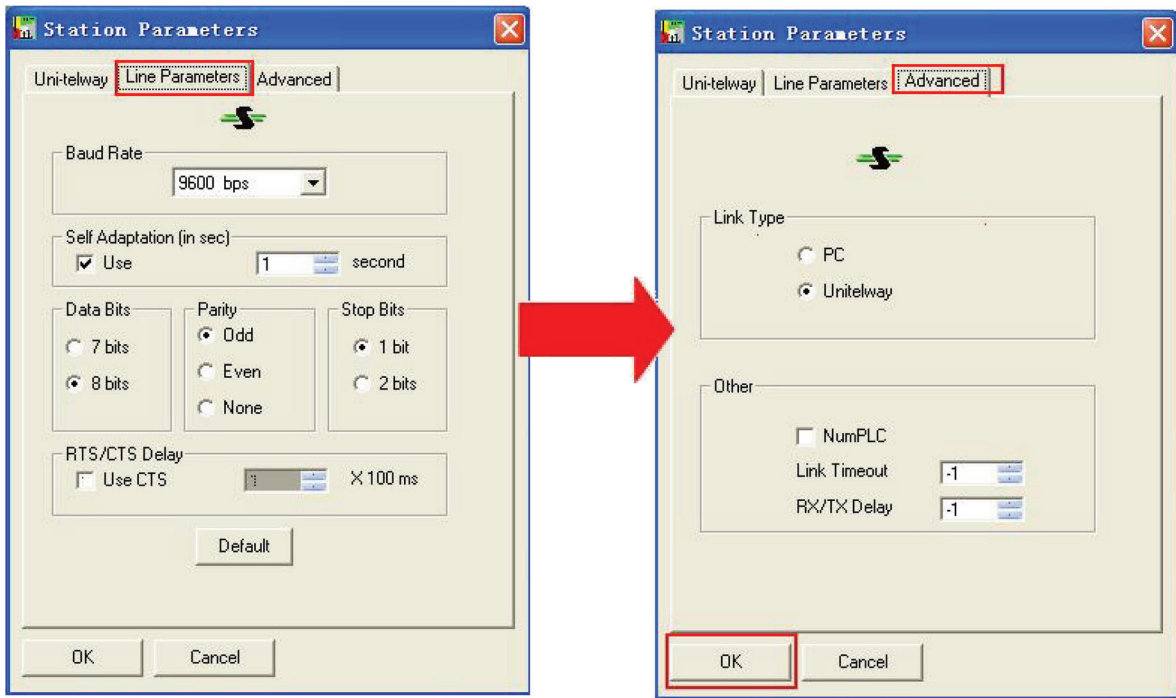 Station Parameters
Uni-telway Line Parameters Advanced
Baud Rate
9600 bps
Self Adaptation (in sec)
Use 1 second
Data Bits
7 bits
8 bits
Parity
Odd
Even
None
Stop Bits
1 bit
2 bits
RTS/CTS Delay
Use CTS 1 X 100 ms
Default
OK Cancel
Station Parameters
Uni-telway Line Parameters Advanced
Link Type
PC
Unitelway
Other
NumPLC
Link Timeout -1
RX/TX Delay -1
OK Cancel